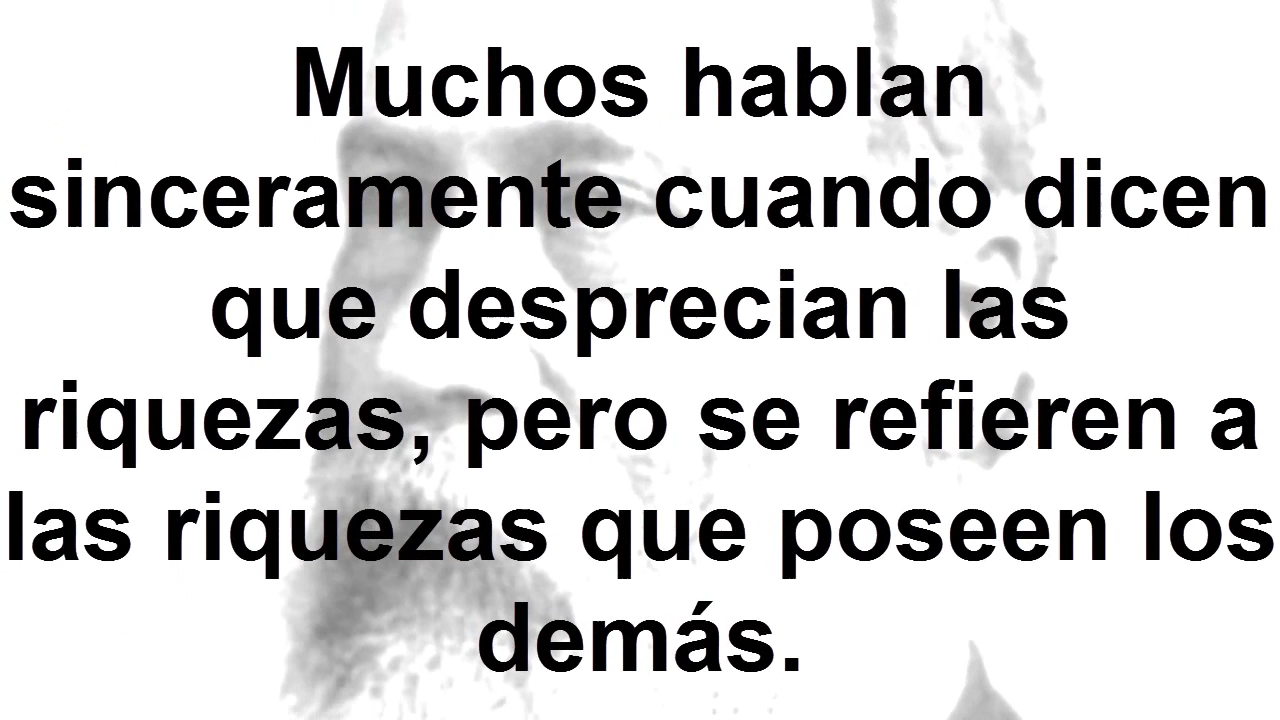 Muchos hablan
sinceramente cuando dicen
que desprecian las
riquezas, pero se refieren a
las riquezas que poseen los
demás.